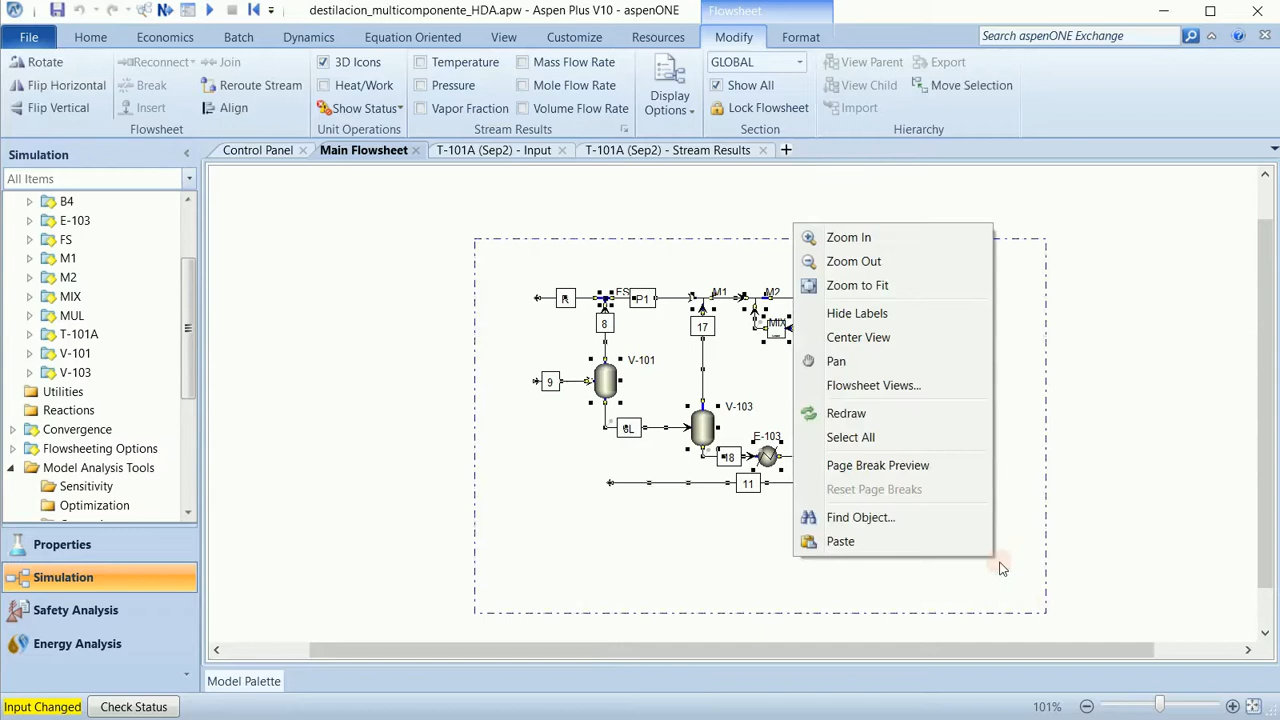 destilacion_multicomponente_HDA.apw - Aspen Plus V10 - aspenONE
Flowsheet
File Home Economics Batch Dynamics Equation Oriented View Customize Resources Modify Format
Search aspenONE Exchange
Rotate Reconnect Join 3D Icons Temperature Mass Flow Rate GLOBAL View Parent Export
Flip Horizontal Break Reroute Stream Heat/Work Pressure Mole Flow Rate Display Show All View Child Move Selection
Flip Vertical Insert Align Show Status Vapor Fraction Volume Flow Rate Options Lock Flowsheet Import
Flowsheet Unit Operations Stream Results Section Hierarchy
Simulation
Control Panel Main Flowsheet T-101A (Sep2) - Input T-101A (Sep2) - Stream Results
All Items
B4
E-103
FS
M1
M2
MIX
MUL
T-101A
V-101
V-103
Utilities
Reactions
Convergence
Flowsheeting Options
Model Analysis Tools
Sensitivity
Optimization
Properties
Simulation
Safety Analysis
Energy Analysis
R FS P1 M1 M2
8 17 MIX
V-101
9
V-103
6L
E-103
18
11
Zoom In
Zoom Out
Zoom to Fit
Hide Labels
Center View
Pan
Flowsheet Views...
Redraw
Select All
Page Break Preview
Reset Page Breaks
Find Object...
Paste
Model Palette
Input Changed Check Status 101%